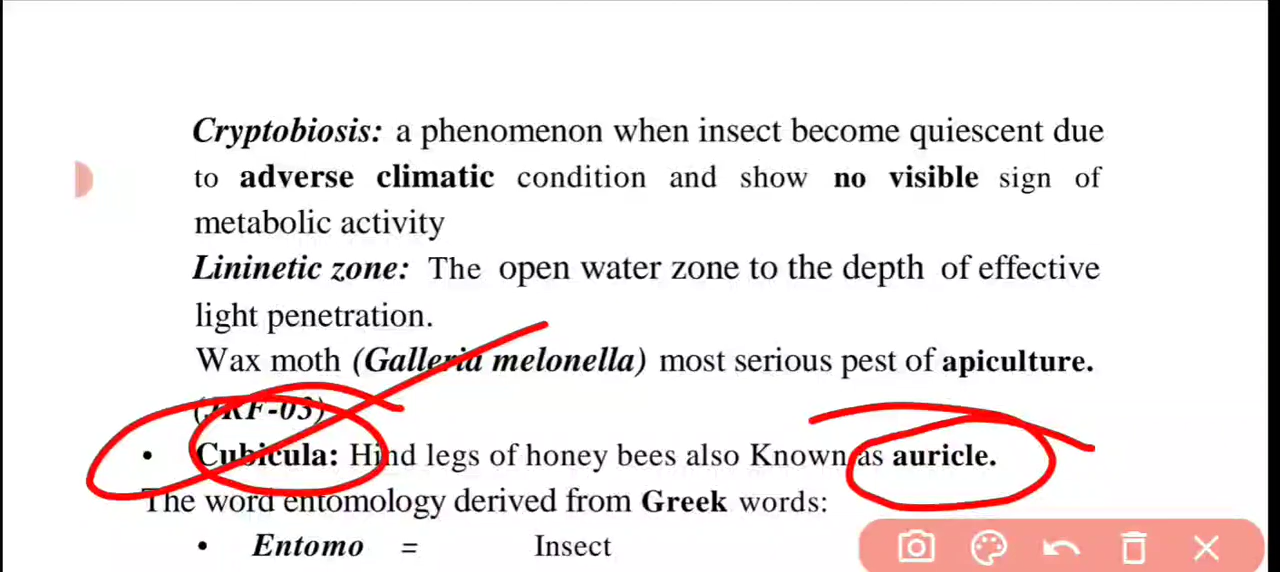 Cryptobiosis: a phenomenon when insect become quiescent due
to adverse climatic condition and show no visible sign of
metabolic activity
Lininetic zone: The open water zone to the depth of effective
light penetration.
Wax moth (Galleria melonella) most serious pest of apiculture.
(JRF-03)
• Cubicula: Hind legs of honey bees also Known as auricle.
The word entomology derived from Greek words:
• Entomo = Insect